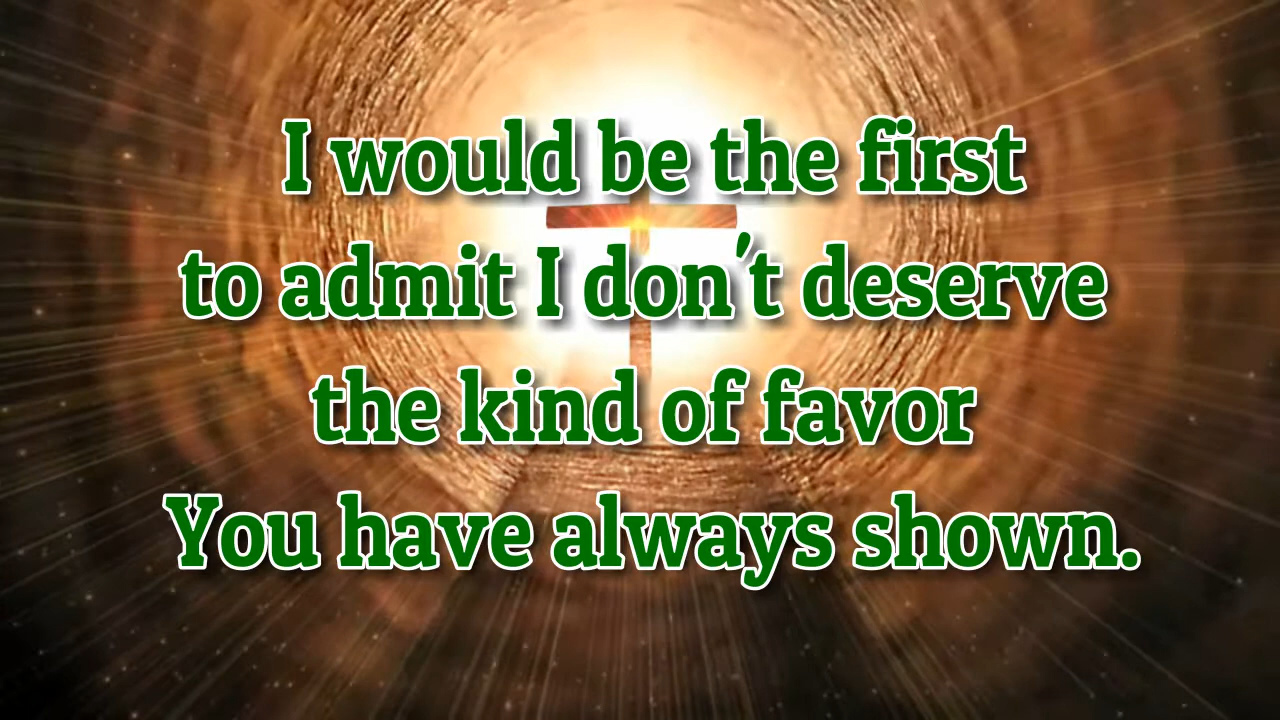 I would be the first
to admit I don't deserve
the kind of favor
You have always shown.